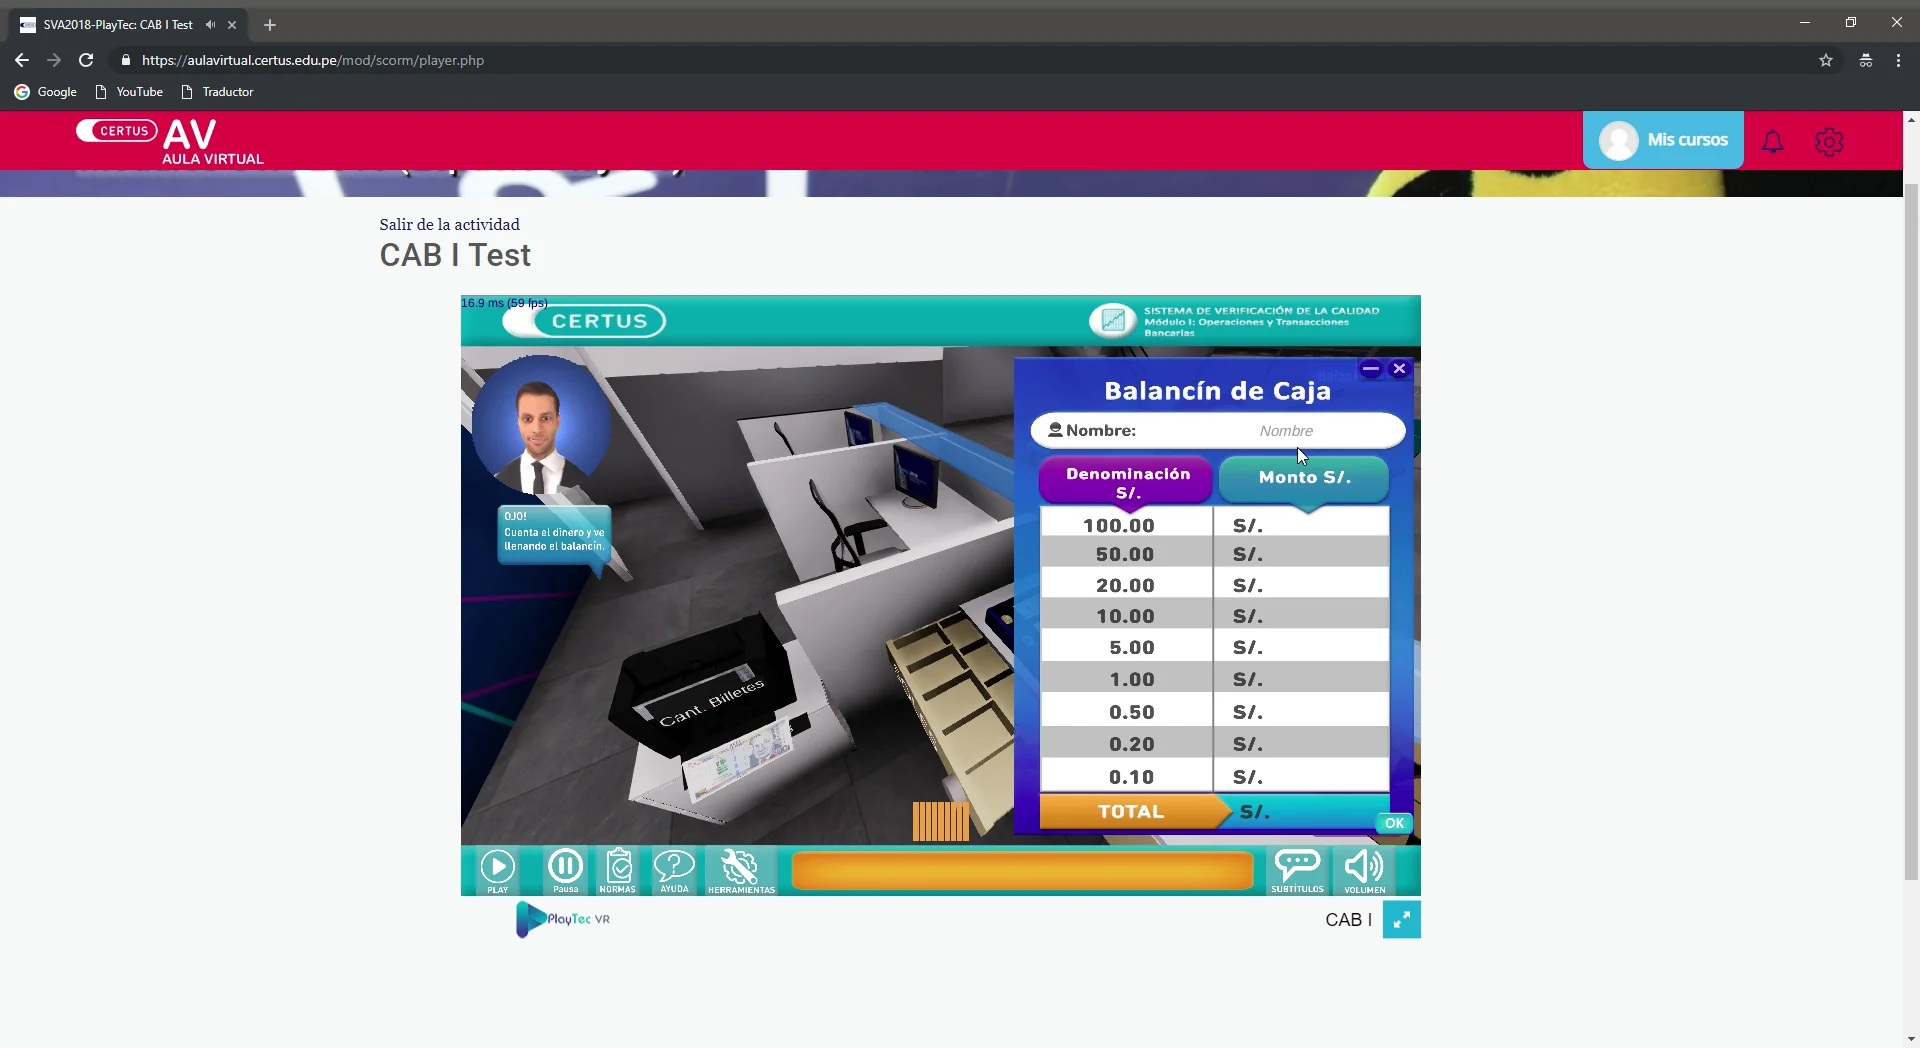 SVA2018-PlayTec: CAB I Test
https://aulavirtual.certus.edu.pe/mod/scorm/player.php
Google YouTube Traductor
CERTUS AV
AULA VIRTUAL
Mis cursos
Salir de la actividad
CAB I Test
16.9 ms (59 fps)
CERTUS
SISTEMA DE VERIFICACIÓN DE LA CALIDAD
Módulo I: Operaciones y Transacciones
Bancarias
OJO!
Cuenta el dinero y ve
llenando el balancín.
Cant. Billetes
Balancín de Caja
Nombre: Nombre
Denominación
S/.
Monto S/.
100.00 S/.
50.00 S/.
20.00 S/.
10.00 S/.
5.00 S/.
1.00 S/.
0.50 S/.
0.20 S/.
0.10 S/.
TOTAL S/.
OK
PLAY
Pausa
NORMAS
AYUDA
HERRAMIENTAS
SUBTÍTULOS
VOLUMEN
PlayTec VR
CAB I